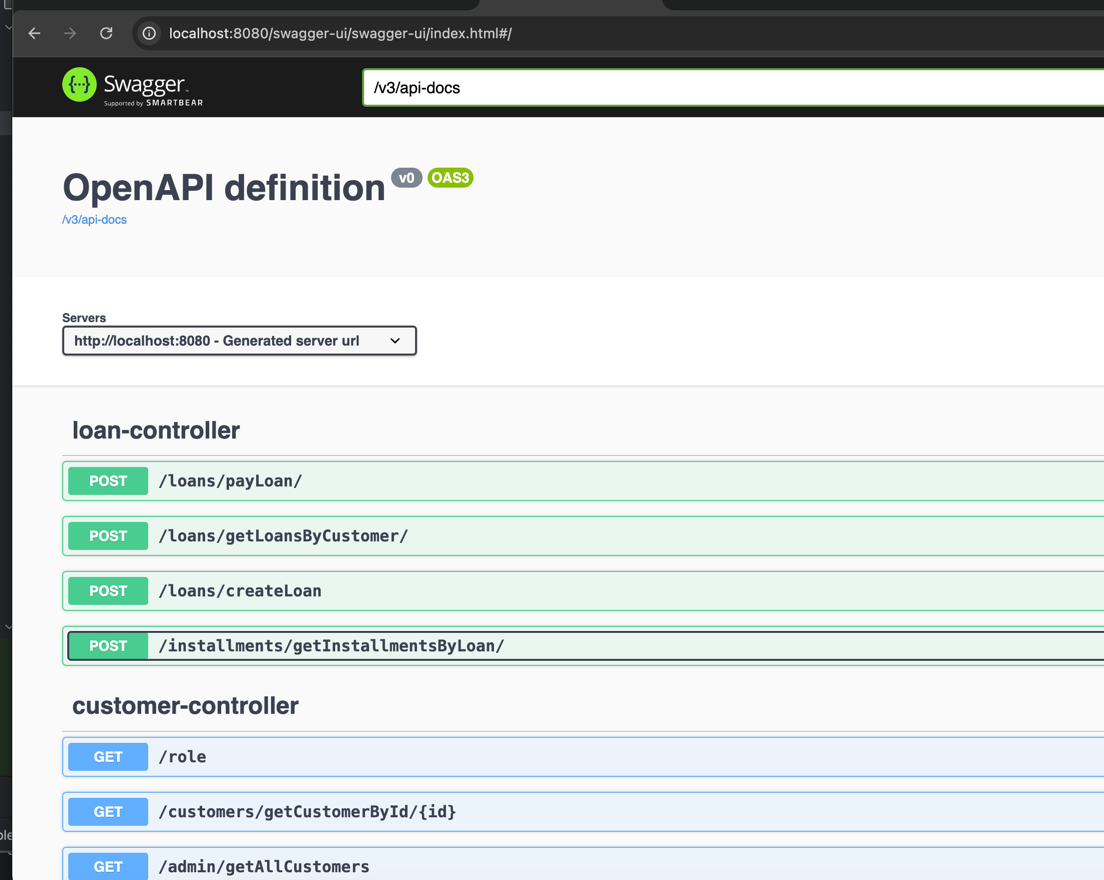 localhost:8080/swagger-ui/swagger-ui/index.html#/
{···} Swagger
Supported by SMARTBEAR
/v3/api-docs
OpenAPI definition v0 OAS3
/v3/api-docs
Servers
http://localhost:8080 - Generated server url
loan-controller
POST /loans/payLoan/
POST /loans/getLoansByCustomer/
POST /loans/createLoan
POST /installments/getInstallmentsByLoan/
customer-controller
GET /role
GET /customers/getCustomerById/{id}
GET /admin/getAllCustomers